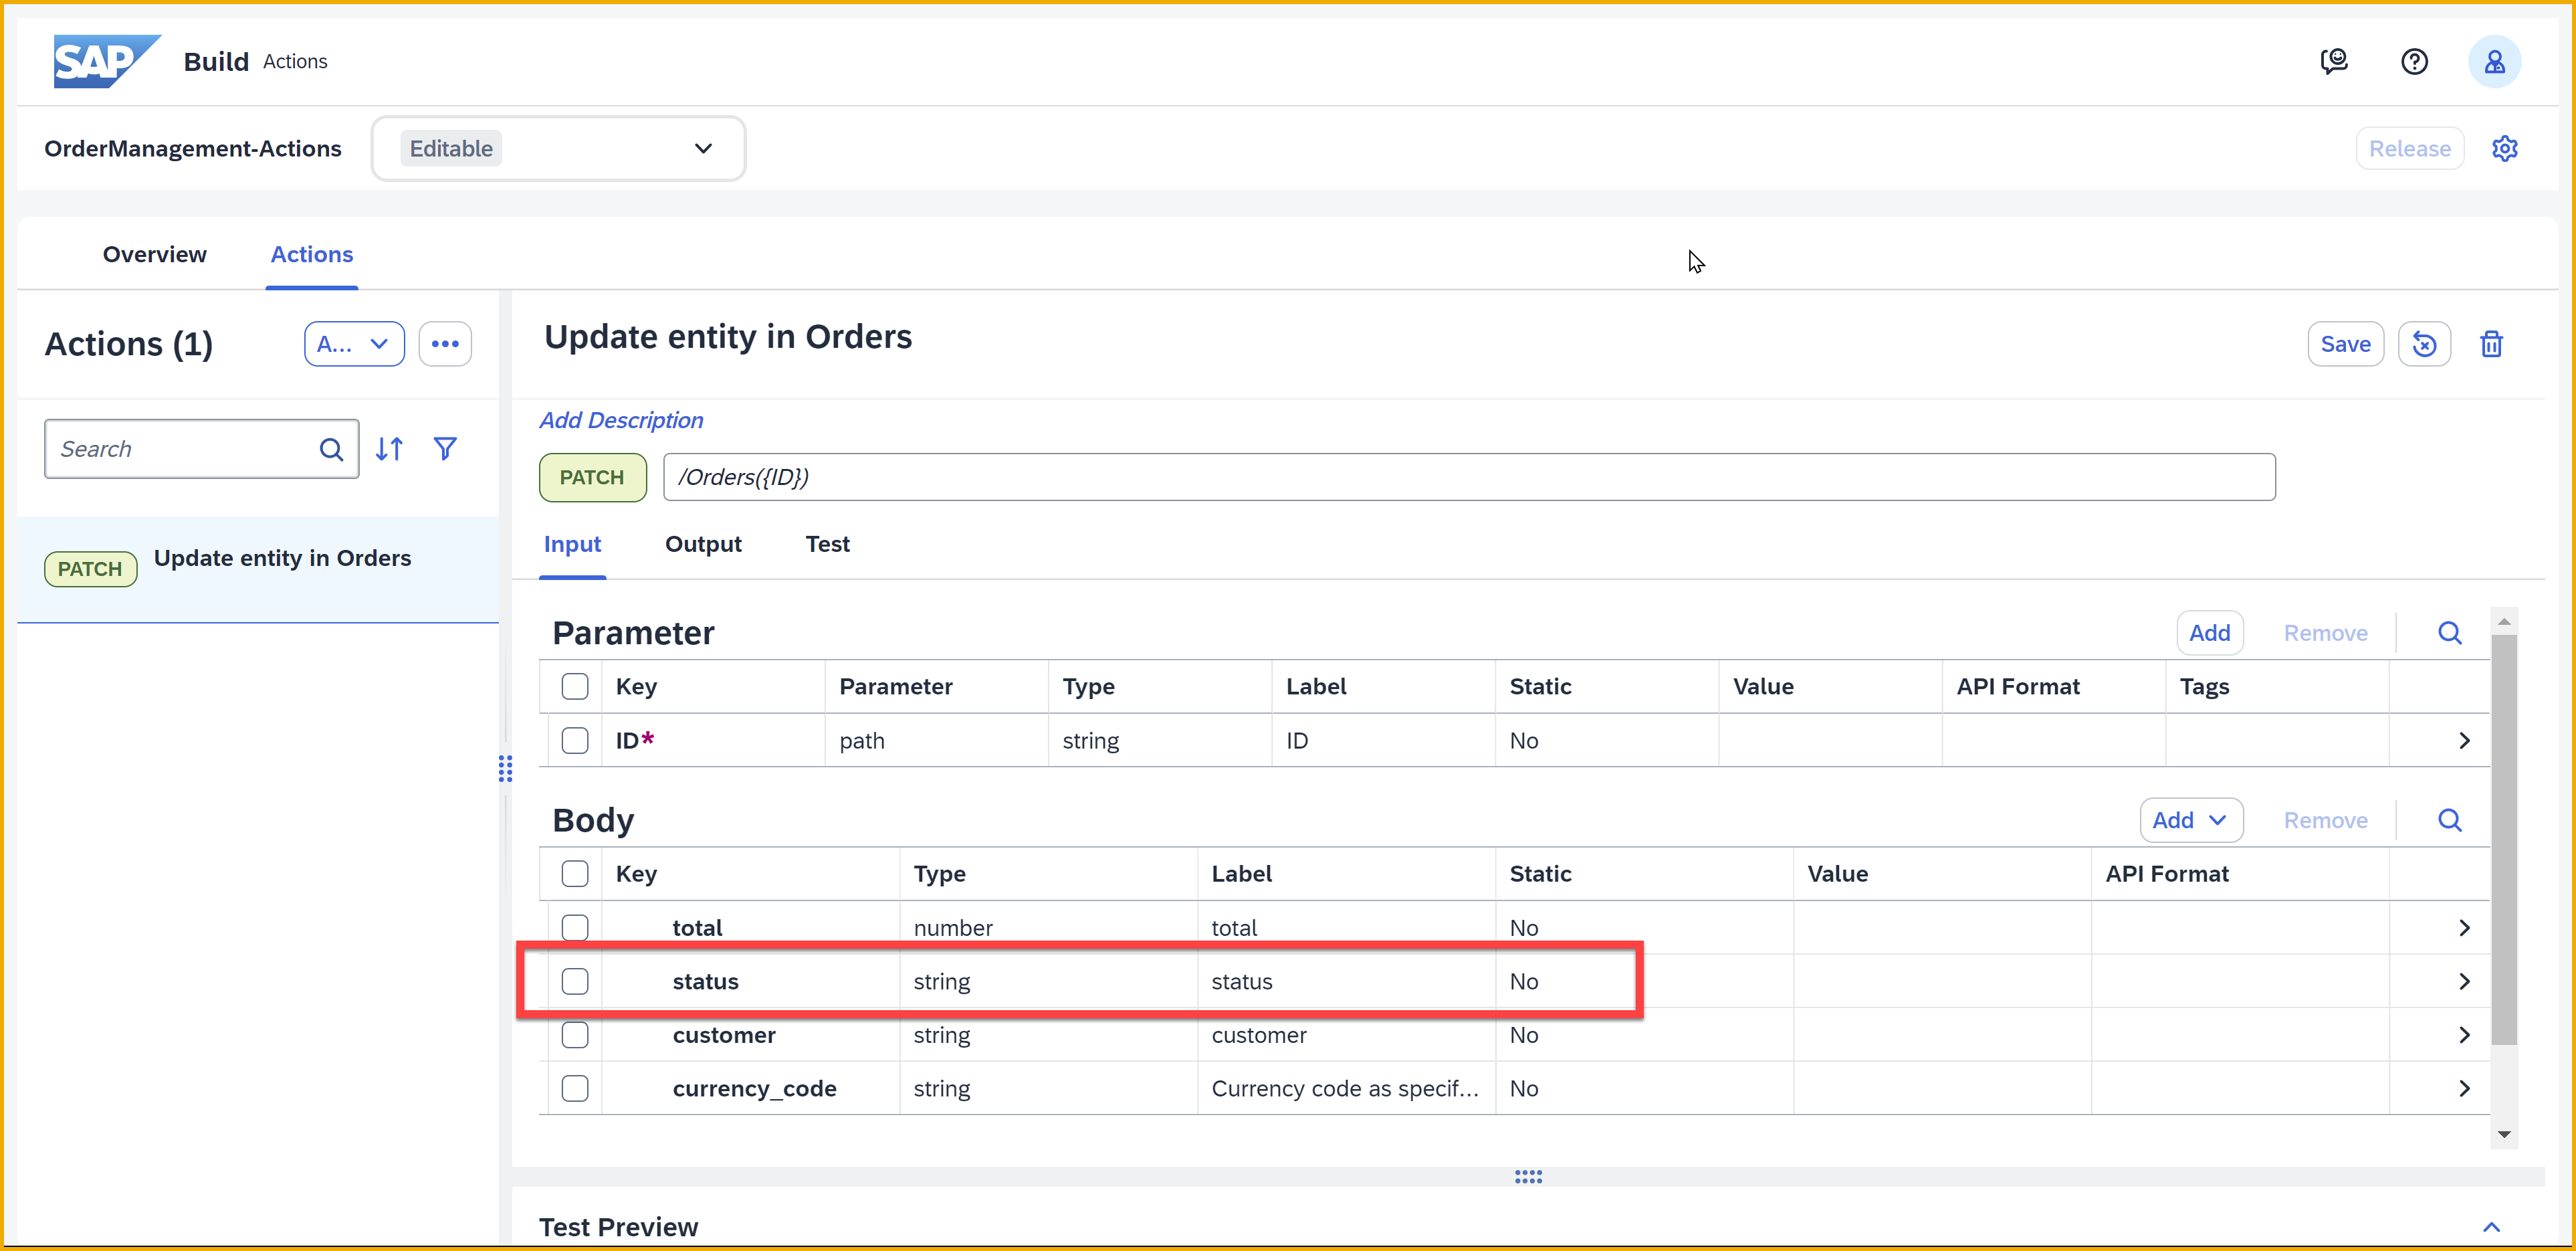 SAP Build Actions
OrderManagement-Actions Editable Release
Overview Actions
Actions (1) A...
Search
PATCH Update entity in Orders
Update entity in Orders Save
Add Description
PATCH /Orders({ID})
Input Output Test
Parameter Add Remove
Key Parameter Type Label Static Value API Format Tags
ID* path string ID No
Body Add Remove
Key Type Label Static Value API Format
total number total No
status string status No
customer string customer No
currency_code string Currency code as specif... No
Test Preview